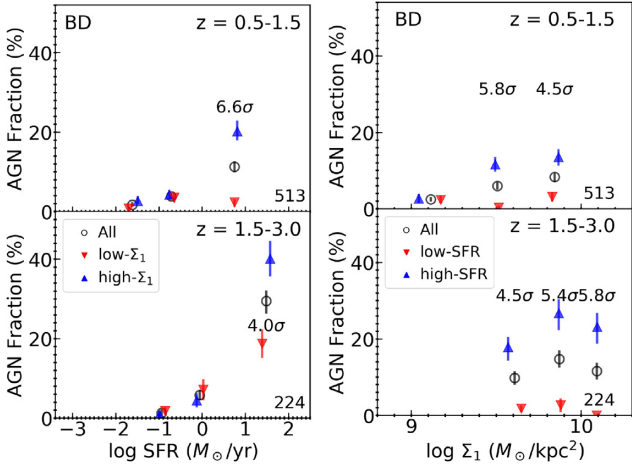 BD
z = 0.5-1.5
AGN Fraction (%)
40
20
0
6.6σ
513
BD
z = 0.5-1.5
AGN Fraction (%)
40
20
0
5.8σ
4.5σ
513
z = 1.5-3.0
All
low-Σ₁
high-Σ₁
AGN Fraction (%)
40
20
0
4.0σ
224
−3
−2
−1
0
1
2
log SFR (M⊙/yr)
z = 1.5-3.0
All
low-SFR
high-SFR
AGN Fraction (%)
40
20
0
4.5σ
5.4σ
5.8σ
224
9
10
log Σ₁ (M⊙/kpc²)